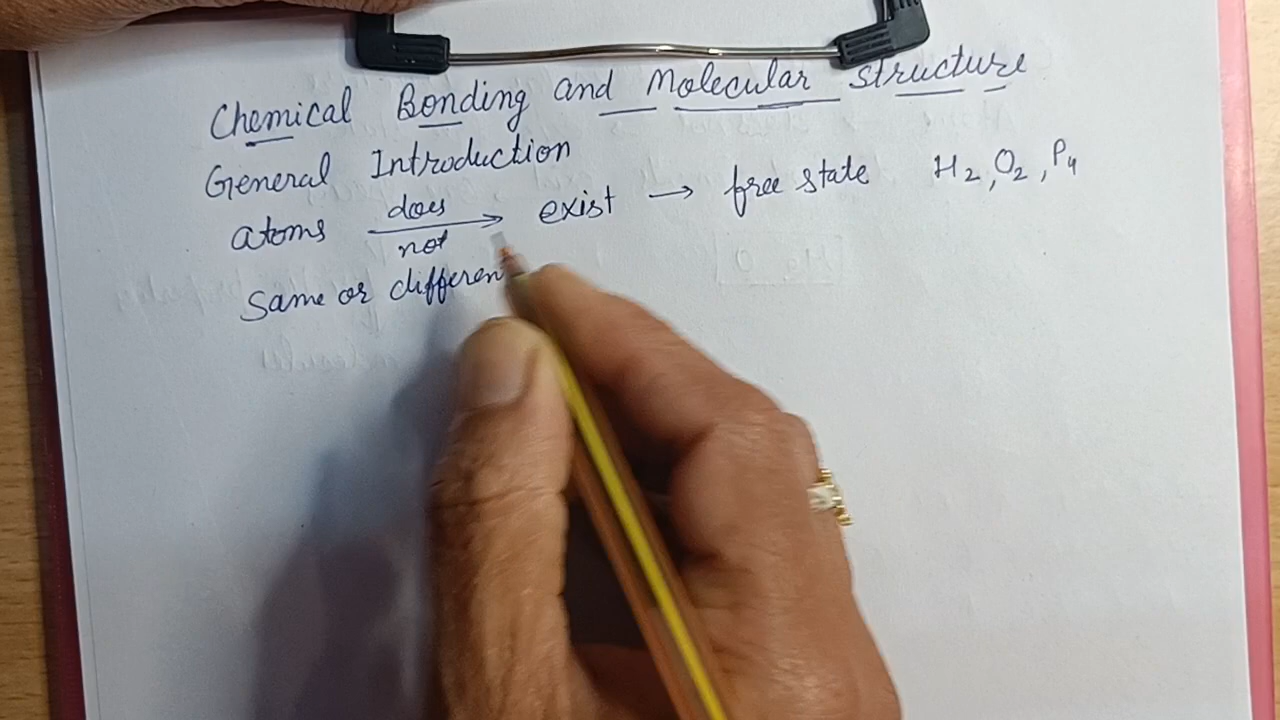 Chemical Bonding and Molecular structure
General Introduction
atoms does not → exist → free state H2, O2, P4
Same or differen